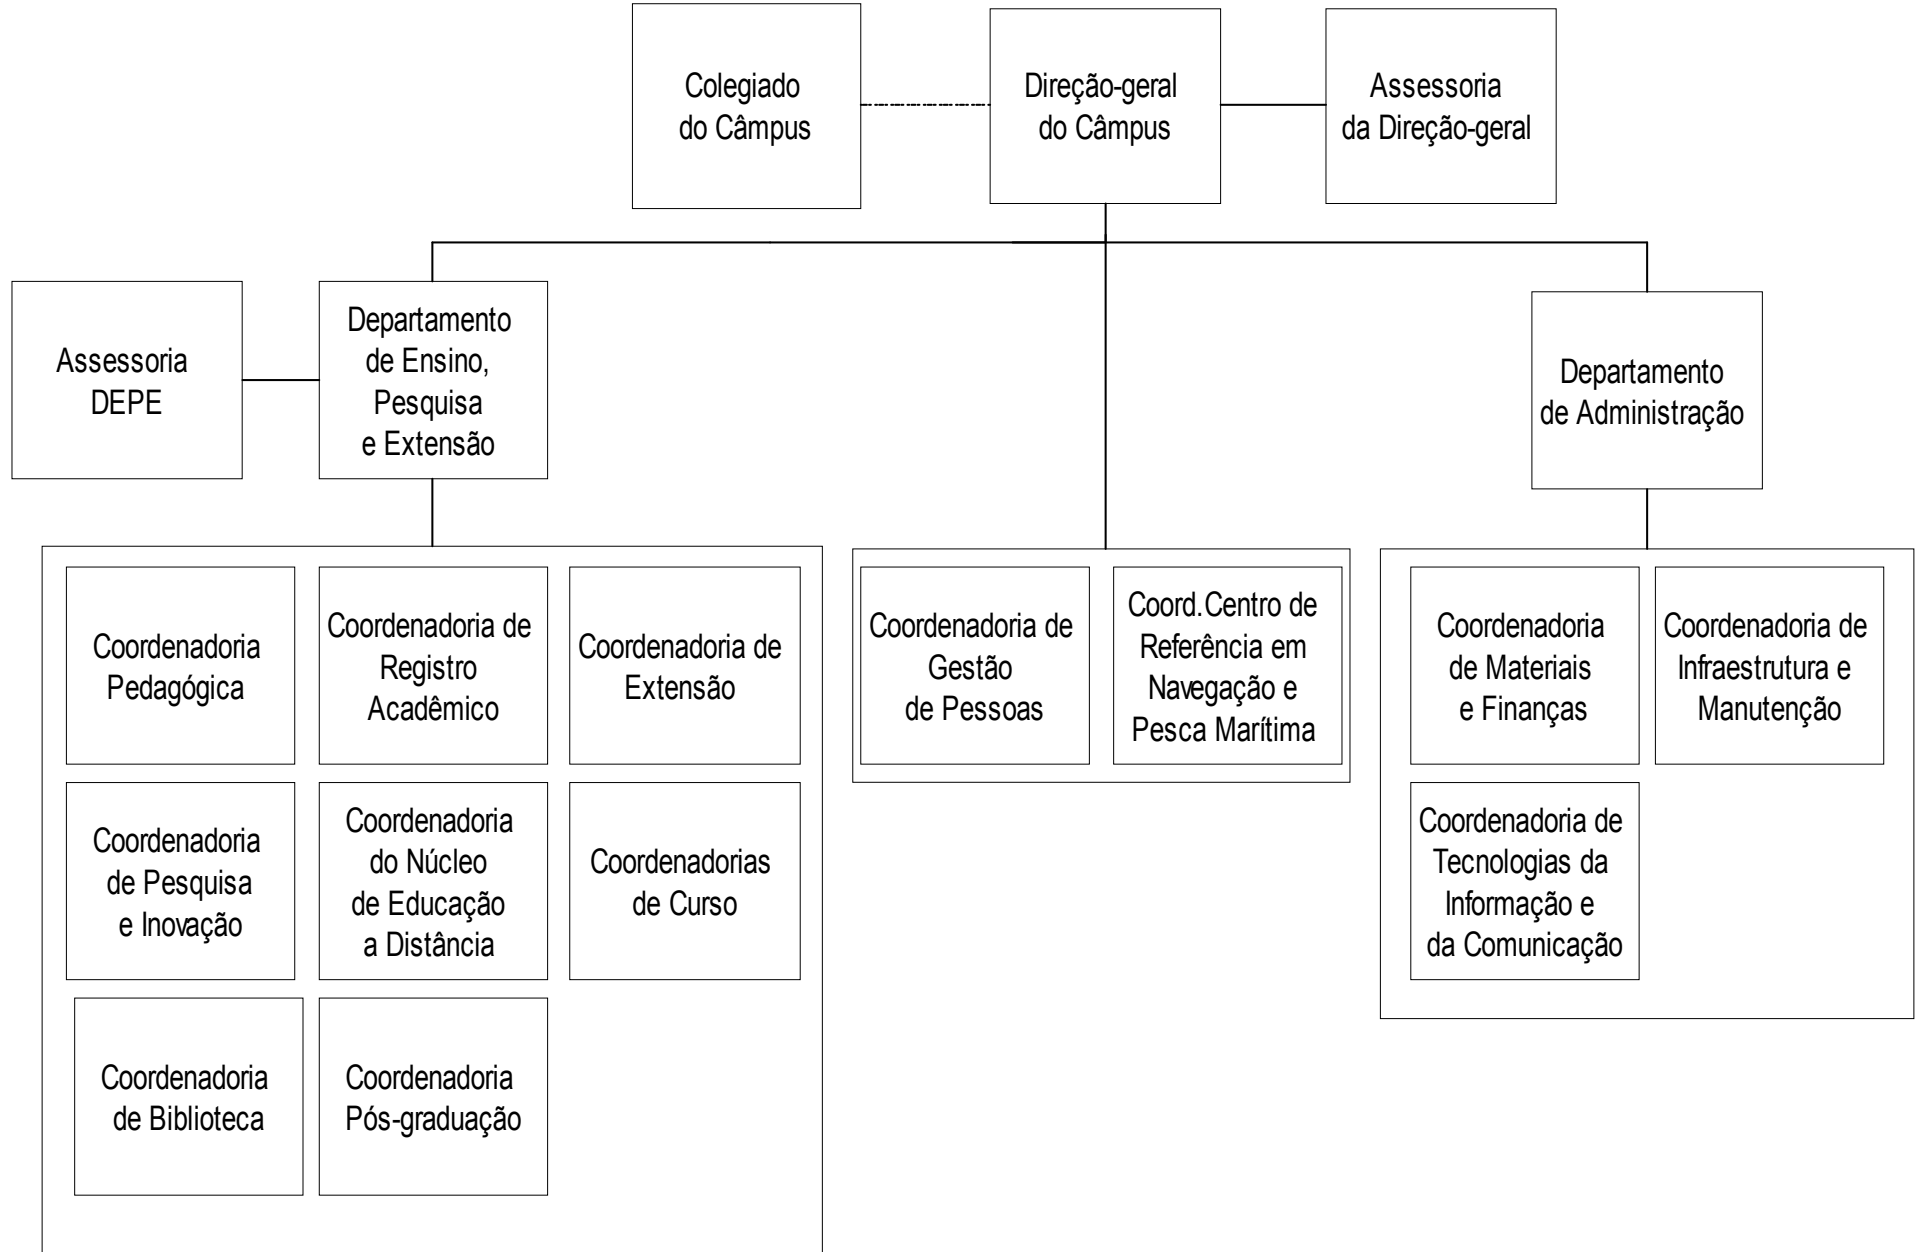 Colegiado
do Câmpus
Direção-geral
do Câmpus
Assessoria
da Direção-geral
Assessoria
DEPE
Departamento
de Ensino,
Pesquisa
e Extensão
Departamento
de Administração
Coordenadoria
Pedagógica
Coordenadoria de
Registro
Acadêmico
Coordenadoria de
Extensão
Coordenadoria de
Gestão
de Pessoas
Coord.Centro de
Referência em
Navegação e
Pesca Marítima
Coordenadoria
de Materiais
e Finanças
Coordenadoria de
Infraestrutura e
Manutenção
Coordenadoria
de Pesquisa
e Inovação
Coordenadoria
do Núcleo
de Educação
a Distância
Coordenadorias
de Curso
Coordenadoria de
Tecnologias da
Informação e
da Comunicação
Coordenadoria
de Biblioteca
Coordenadoria
Pós-graduação